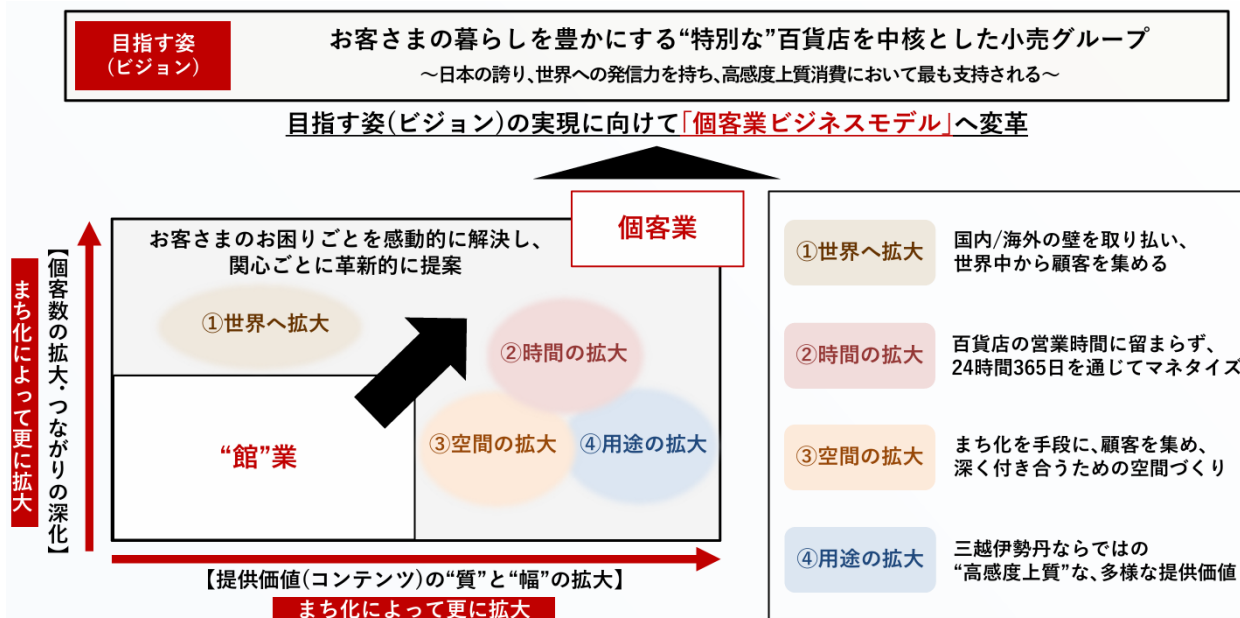 目指す姿
(ビジョン)
お客さまの暮らしを豊かにする“特別な”百貨店を中核とした小売グループ
～日本の誇り、世界への発信力を持ち、高感度上質消費において最も支持される～
目指す姿(ビジョン)の実現に向けて「個客業ビジネスモデル」へ変革
個客業
お客さまのお困りごとを感動的に解決し、
関心ごとに革新的に提案
①世界へ拡大
②時間の拡大
③空間の拡大
④用途の拡大
“館”業
【個客数の拡大・つながりの深化】
まち化によって更に拡大
【提供価値(コンテンツ)の“質”と“幅”の拡大】
まち化によって更に拡大
①世界へ拡大
国内/海外の壁を取り払い、
世界中から顧客を集める
②時間の拡大
百貨店の営業時間に留まらず、
24時間365日を通じてマネタイズ
③空間の拡大
まち化を手段に、顧客を集め、
深く付き合うための空間づくり
④用途の拡大
三越伊勢丹ならではの
“高感度上質”な、多様な提供価値